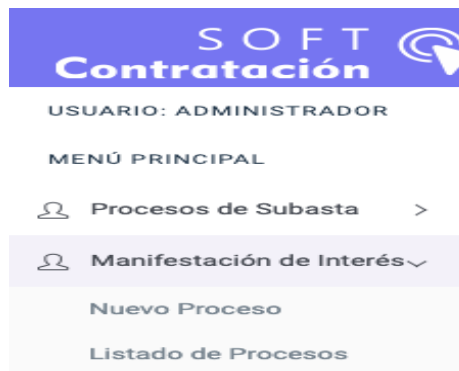 SOFT
Contratación
USUARIO: ADMINISTRADOR
MENÚ PRINCIPAL
Procesos de Subasta >
Manifestación de Interés
Nuevo Proceso
Listado de Procesos